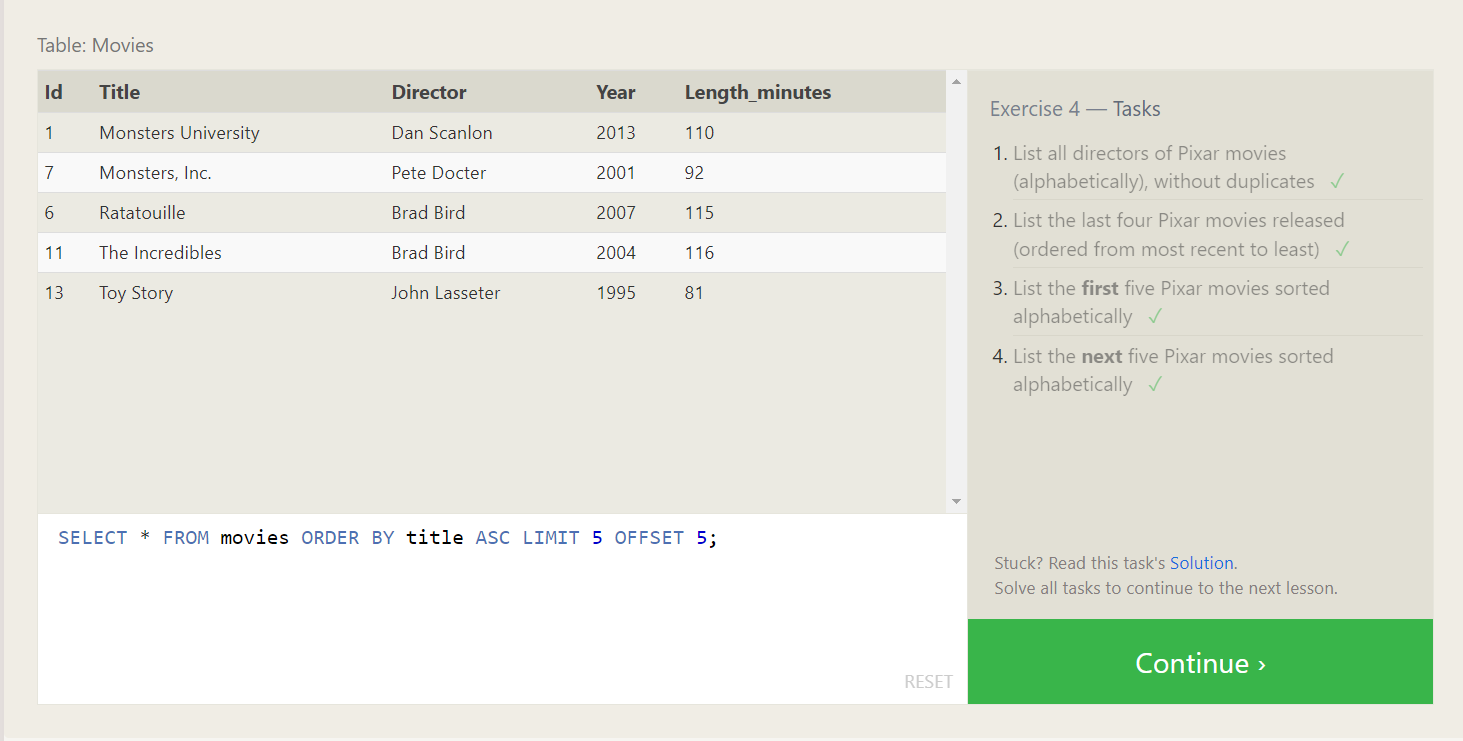 Table: Movies
Id Title Director Year Length_minutes
1 Monsters University Dan Scanlon 2013 110
7 Monsters, Inc. Pete Docter 2001 92
6 Ratatouille Brad Bird 2007 115
11 The Incredibles Brad Bird 2004 116
13 Toy Story John Lasseter 1995 81
SELECT * FROM movies ORDER BY title ASC LIMIT 5 OFFSET 5;
RESET
Exercise 4 — Tasks
1. List all directors of Pixar movies
(alphabetically), without duplicates ✓
2. List the last four Pixar movies released
(ordered from most recent to least) ✓
3. List the first five Pixar movies sorted
alphabetically ✓
4. List the next five Pixar movies sorted
alphabetically ✓
Stuck? Read this task's Solution.
Solve all tasks to continue to the next lesson.
Continue ›